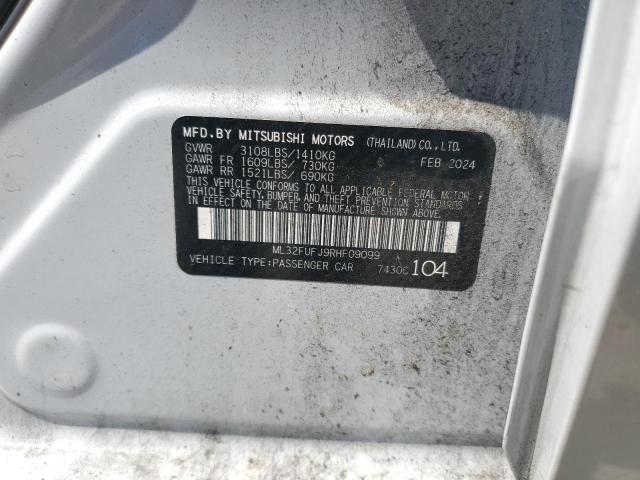 MFD.BY MITSUBISHI MOTORS (THAILAND) CO., LTD.
GVWR 3108LBS/1410KG FEB 2024
GAWR FR 1609LBS/ 730KG
GAWR RR 1521LBS/ 690KG
THIS VEHICLE CONFORMS TO ALL APPLICABLE FEDERAL MOTOR
VEHICLE SAFETY,BUMPER,AND THEFT PREVENTION STANDARDS
IN EFFECT ON THE DATE OF MANUFACTURE SHOWN ABOVE.
ML32FUFJ9RHF09099
VEHICLE TYPE:PASSENGER CAR 7430C 104